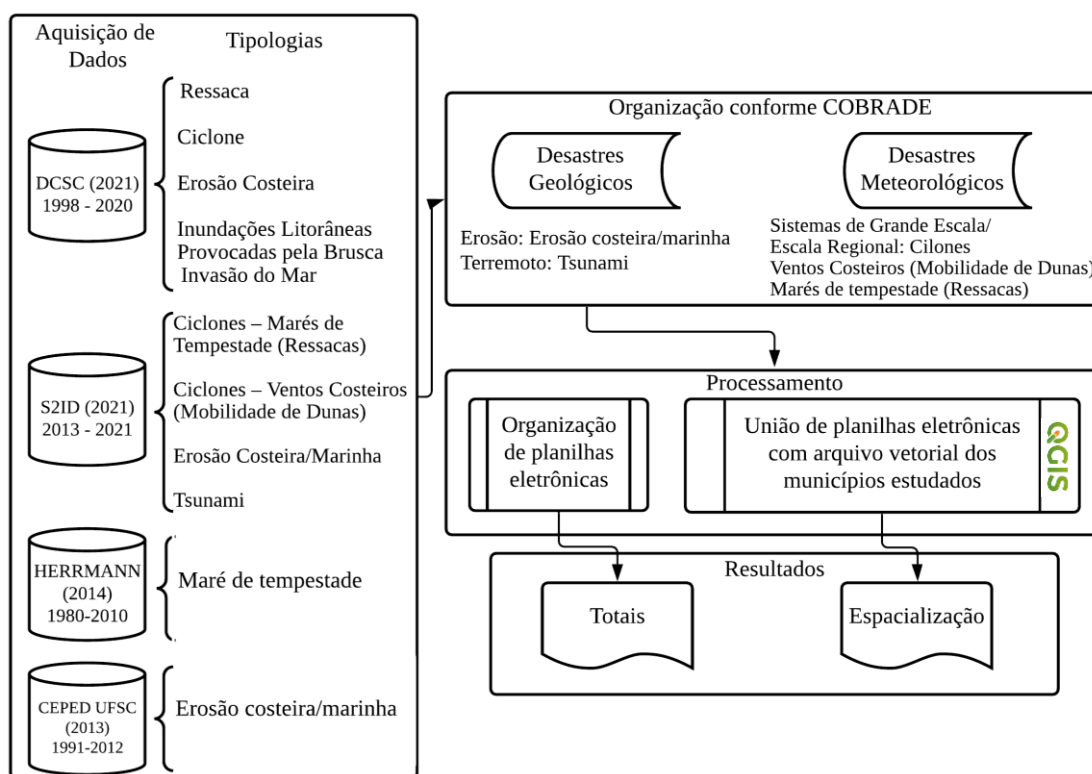 Aquisição de
Dados
Tipologias
DCSC (2021)
1998 - 2020
Ressaca
Ciclone
Erosão Costeira
Inundações Litorâneas
Provocadas pela Brusca
Invasão do Mar
S2ID (2021)
2013 - 2021
Ciclones – Marés de
Tempestade (Ressacas)
Ciclones – Ventos Costeiros
(Mobilidade de Dunas)
Erosão Costeira/Marinha
Tsunami
HERRMANN
(2014)
1980-2010
Maré de tempestade
CEPED UFSC
(2013)
1991-2012
Erosão costeira/marinha
Organização conforme COBRADE
Desastres
Geológicos
Erosão: Erosão costeira/marinha
Terremoto: Tsunami
Desastres
Meteorológicos
Sistemas de Grande Escala/
Escala Regional: Cilones
Ventos Costeiros (Mobilidade de Dunas)
Marés de tempestade (Ressacas)
Processamento
Organização
de planilhas
eletrônicas
União de planilhas eletrônicas
com arquivo vetorial dos
municípios estudados
QGIS
Resultados
Totais
Espacialização